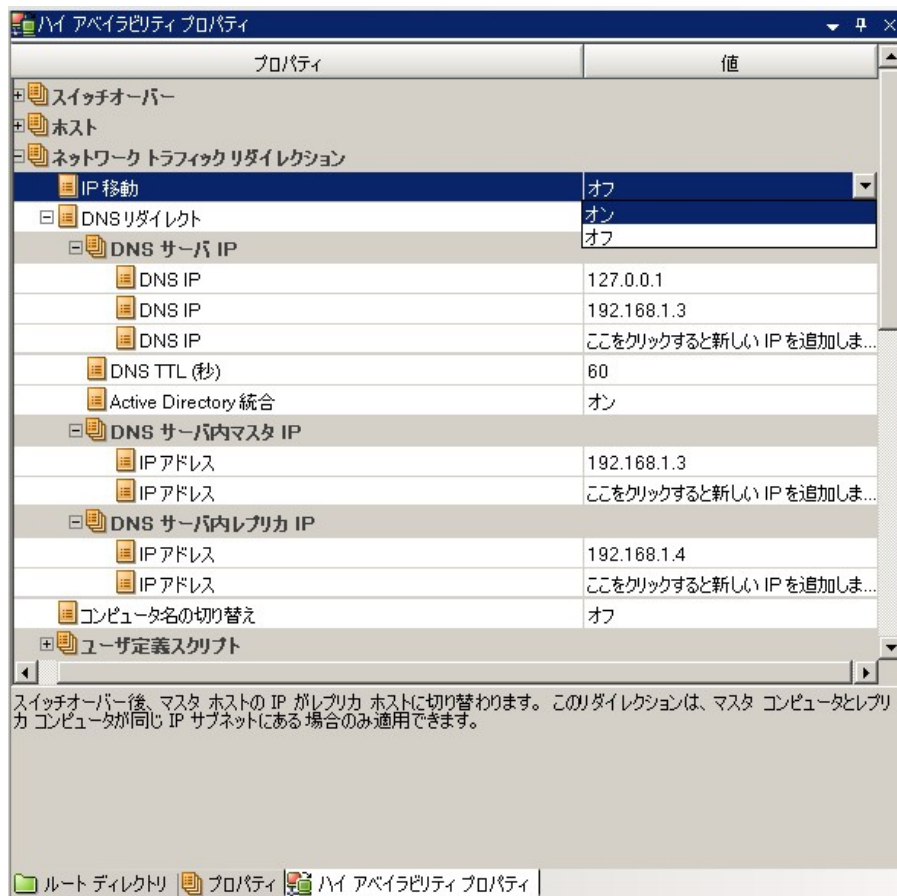 ハイ アベイラビリティ プロパティ
プロパティ 値
スイッチオーバー
ホスト
ネットワーク トラフィック リダイレクション
IP 移動 オフ
オン
DNS リダイレクト
オフ
DNS サーバ IP
DNS IP 127.0.0.1
DNS IP 192.168.1.3
DNS IP ここをクリックすると新しい IP を追加しま...
DNS TTL (秒) 60
Active Directory 統合 オン
DNS サーバ内マスタ IP
IP アドレス 192.168.1.3
IP アドレス ここをクリックすると新しい IP を追加しま...
DNS サーバ内レプリカ IP
IP アドレス 192.168.1.4
IP アドレス ここをクリックすると新しい IP を追加しま...
コンピュータ名の切り替え オフ
ユーザ定義スクリプト
スイッチオーバー後、マスタ ホストの IP がレプリカ ホストに切り替わります。 このリダイレクションは、マスタ コンピュータとレプリ
カ コンピュータが同じ IP サブネットにある場合のみ適用できます。
ルート ディレクトリ プロパティ ハイ アベイラビリティ プロパティ